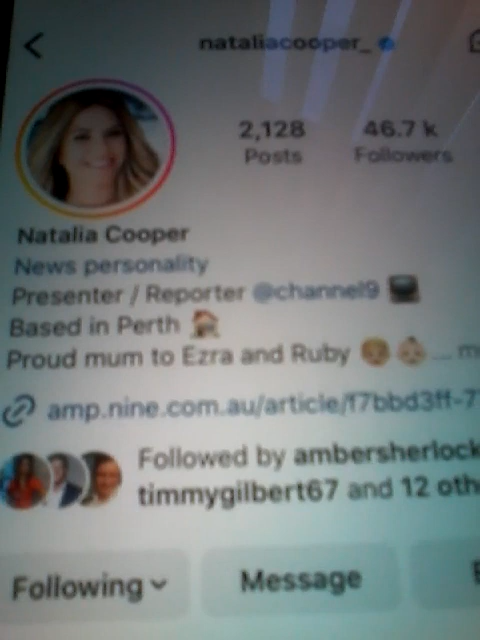 nataliacooper_
2,128 46.7 k
Posts Followers
Natalia Cooper
News personality
Presenter / Reporter @channel9
Based in Perth
Proud mum to Ezra and Ruby ...
amp.nine.com.au/article/f7bbd3ff-7
Followed by ambersherlock
timmygilbert67 and 12 oth
Following Message